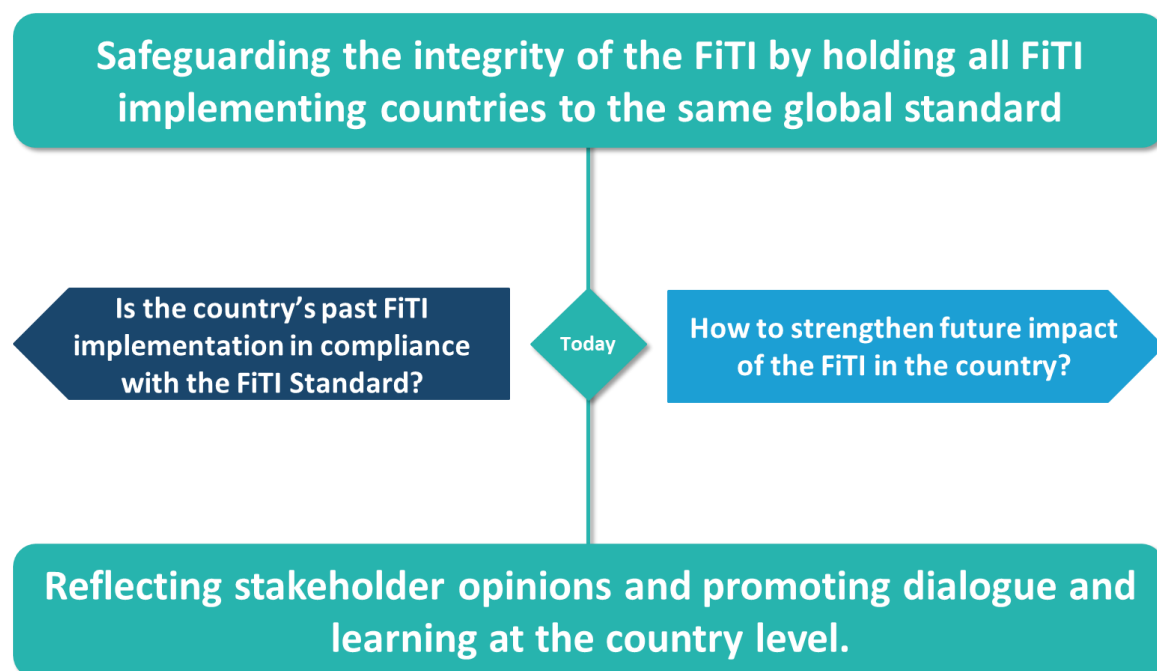 Safeguarding the integrity of the FiTI by holding all FiTI
implementing countries to the same global standard
Is the country's past FiTI
implementation in compliance
with the FiTI Standard?
Today
How to strengthen future impact
of the FiTI in the country?
Reflecting stakeholder opinions and promoting dialogue and
learning at the country level.